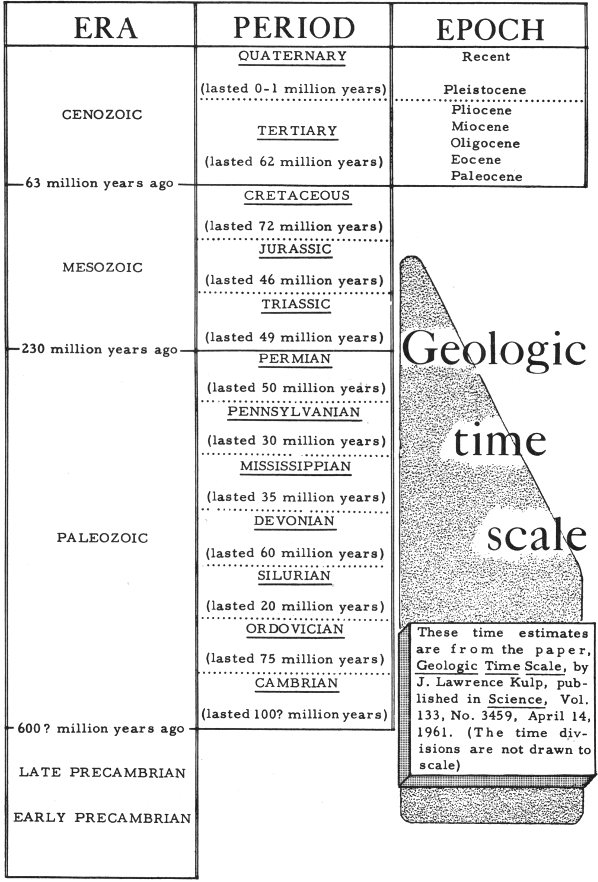 ERA PERIOD EPOCH
QUATERNARY
(lasted 0-1 million years)
TERTIARY
(lasted 62 million years)
Recent
Pleistocene
Pliocene
Miocene
Oligocene
Eocene
Paleocene
CENOZOIC
63 million years ago
CRETACEOUS
(lasted 72 million years)
JURASSIC
(lasted 46 million years)
TRIASSIC
(lasted 49 million years)
MESOZOIC
230 million years ago
PERMIAN
(lasted 50 million years)
PENNSYLVANIAN
(lasted 30 million years)
MISSISSIPPIAN
(lasted 35 million years)
DEVONIAN
(lasted 60 million years)
SILURIAN
(lasted 20 million years)
ORDOVICIAN
(lasted 75 million years)
CAMBRIAN
(lasted 100? million years)
PALEOZOIC
600? million years ago
LATE PRECAMBRIAN
EARLY PRECAMBRIAN
Geologic
time
scale
These time estimates
are from the paper,
Geologic Time Scale, by
J. Lawrence Kulp, pub-
lished in Science, Vol.
133, No. 3459, April 14,
1961. (The time div-
isions are not drawn to
scale)